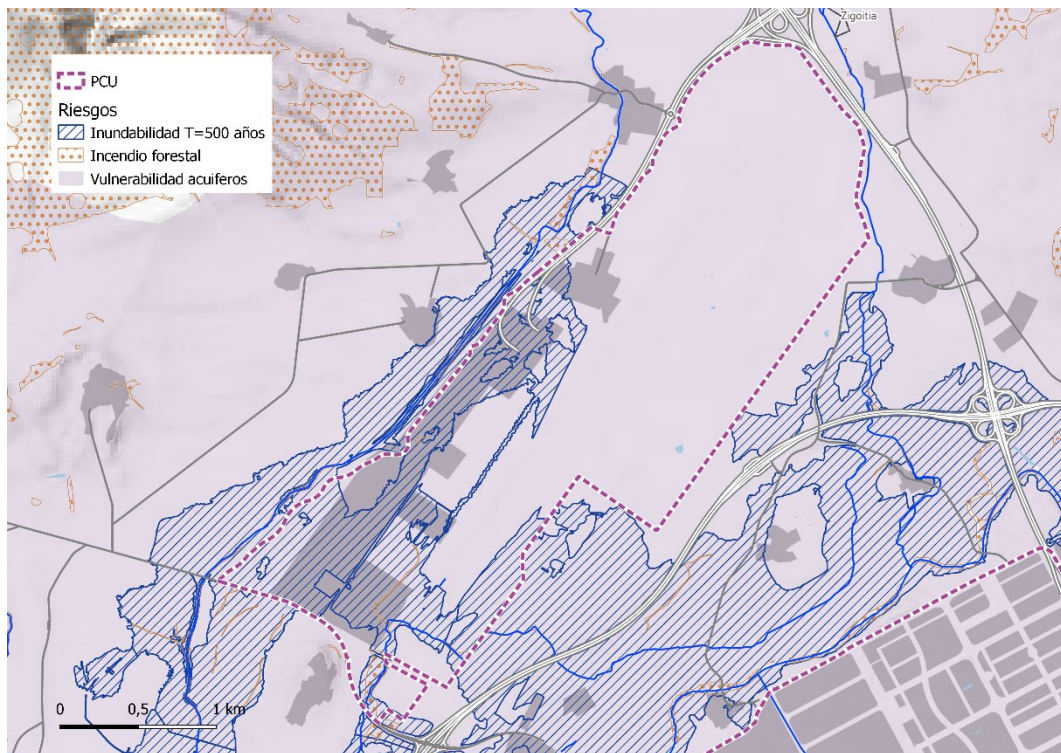 Zigoitia
PCU
Riesgos
Inundabilidad T=500 años
Incendio forestal
Vulnerabilidad acuiferos
0 0,5 1 km